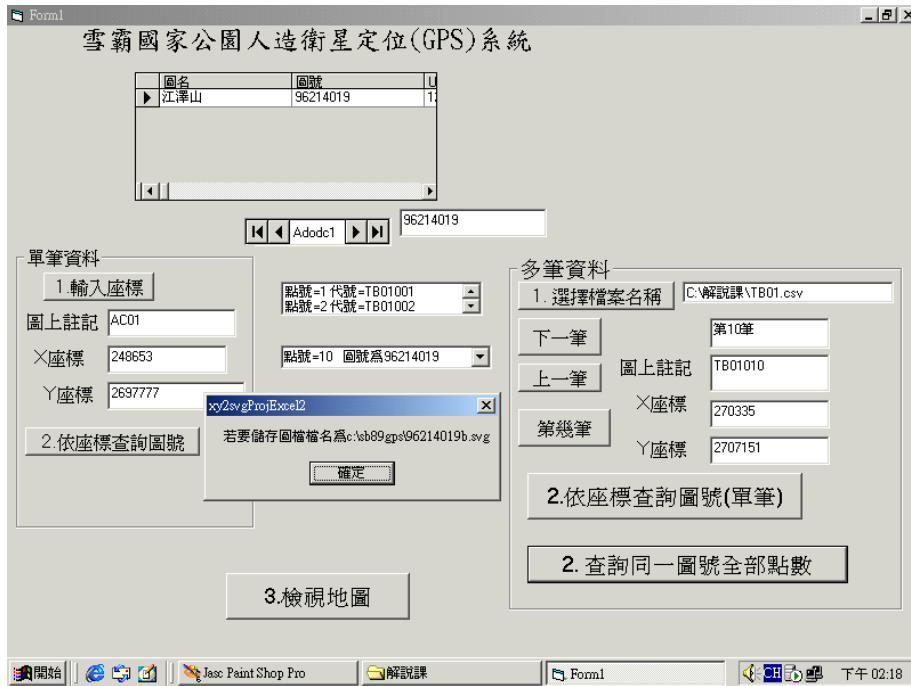 Form1
雪霸國家公園人造衛星定位(GPS)系統
圖名 圖號 U
江澤山 96214019 12
Adodc1
96214019
單筆資料
1.輸入座標
圖上註記 AC01
X座標 248653
Y座標 2697777
2.依座標查詢圖號
點號=1 代號=TB01001
點號=2 代號=TB01002
點號=10 圖號為96214019
xy2svgProjExcel2
若要儲存圖檔檔名為c:\sb89gps\96214019b.svg
確定
多筆資料
1. 選擇檔案名稱 C:\解說課\TB01.csv
下一筆 第10筆
上一筆 圖上註記 TB01010
第幾筆 X座標 270335
Y座標 2707151
2.依座標查詢圖號(單筆)
2. 查詢同一圖號全部點數
3.檢視地圖
開始 Jasc Paint Shop Pro 解說課 Form1 CH 下午 02:18